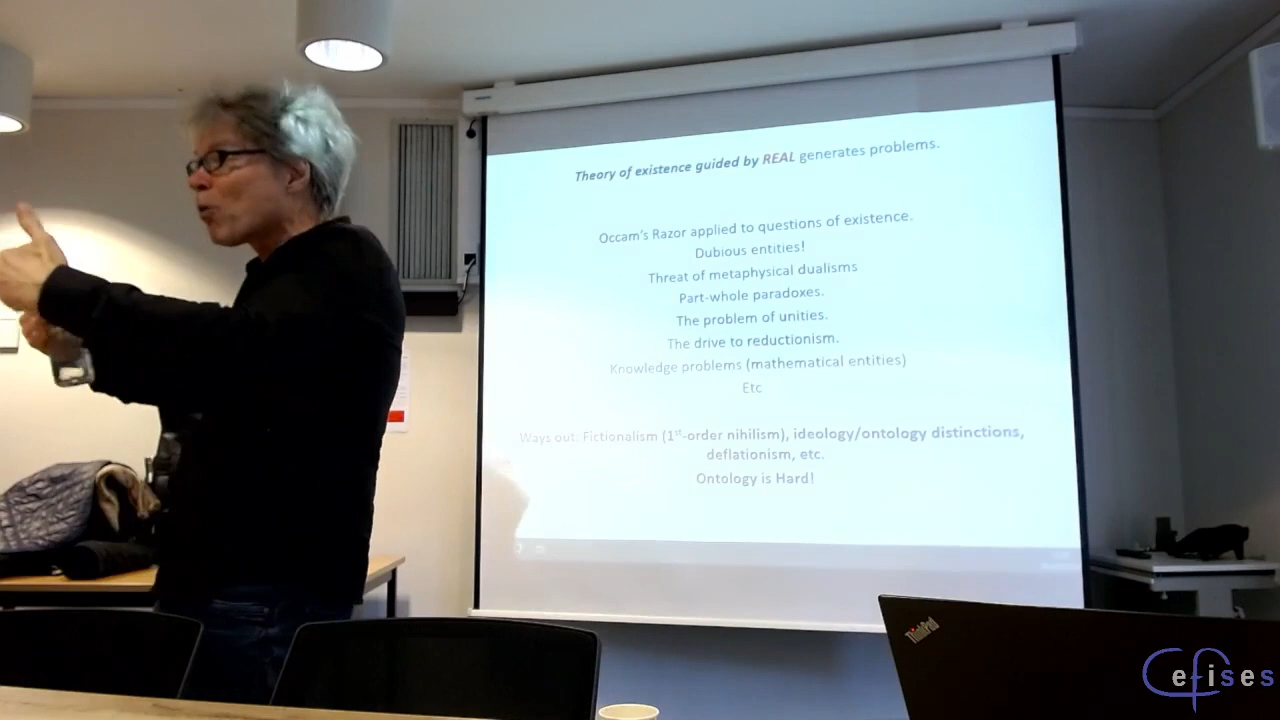 Theory of existence guided by REAL generates problems.
Occam's Razor applied to questions of existence.
Dubious entities!
Threat of metaphysical dualisms
Part-whole paradoxes.
The problem of unities.
The drive to reductionism.
Knowledge problems (mathematical entities)
Etc
Ways out: Fictionalism (1st-order nihilism), ideology/ontology distinctions,
deflationism, etc.
Ontology is Hard!
ThinkPad
Cefises